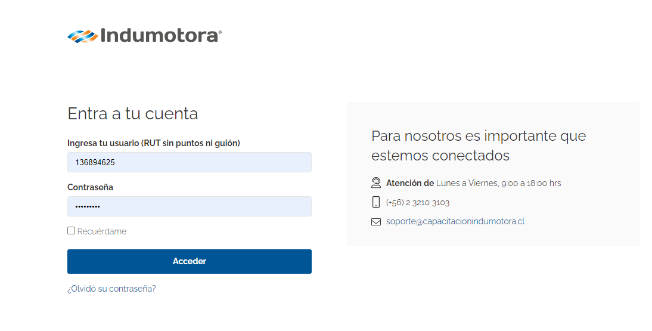 Indumotora®
Entra a tu cuenta
Ingresa tu usuario (RUT sin puntos ni guión)
136894625
Contraseña
•••••••••
Recuérdame
Acceder
¿Olvidó su contraseña?
Para nosotros es importante que
estemos conectados
Atención de Lunes a Viernes, 9:00 a 18:00 hrs
(+56) 2 3210 3103
soporte@capacitacionindumotora.cl